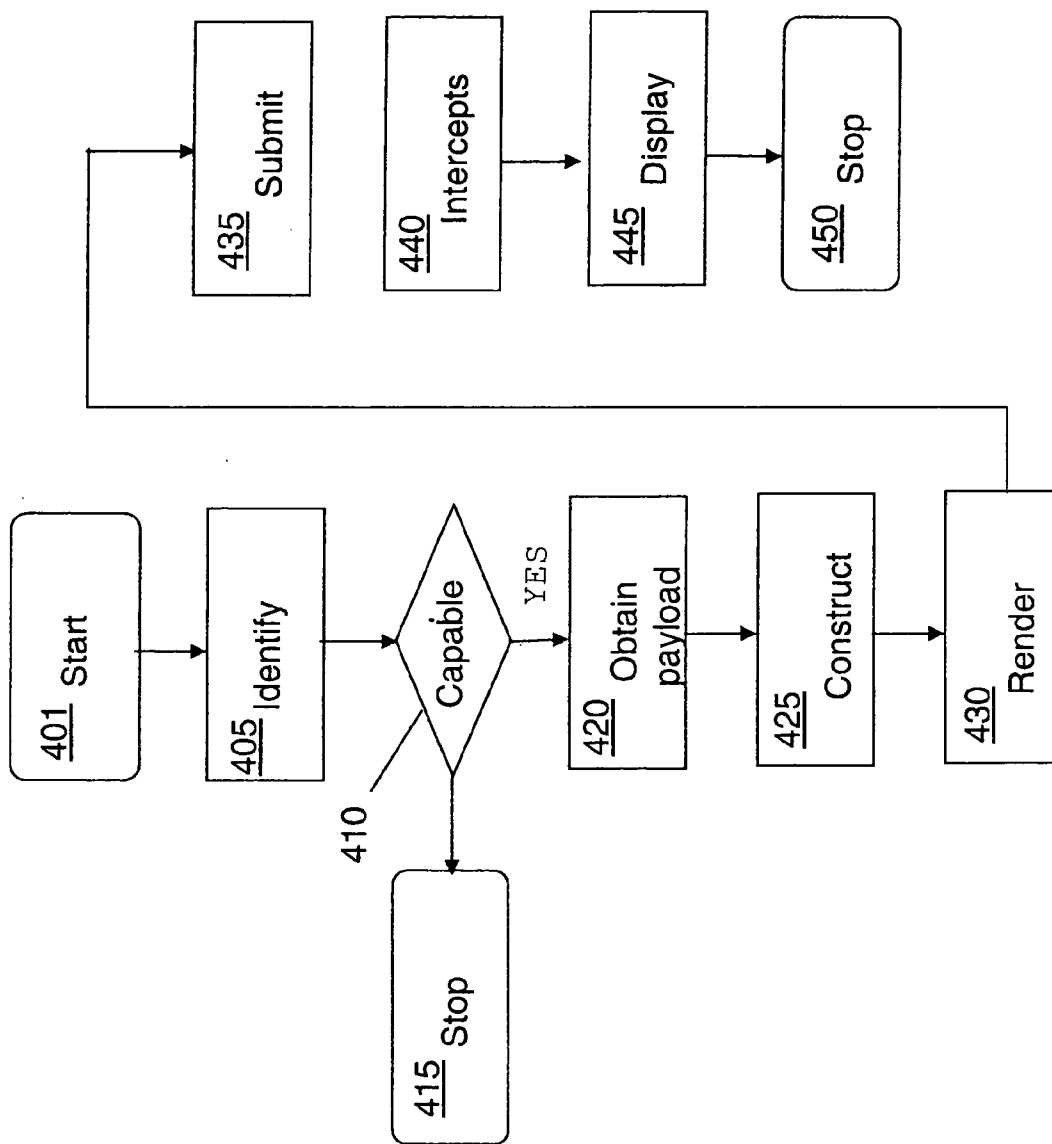 401
Start
405
Identify
410
Capable
YES
415
Stop
420
Obtain
payload
425
Construct
430
Render
435
Submit
440
Intercepts
445
Display
450
Stop